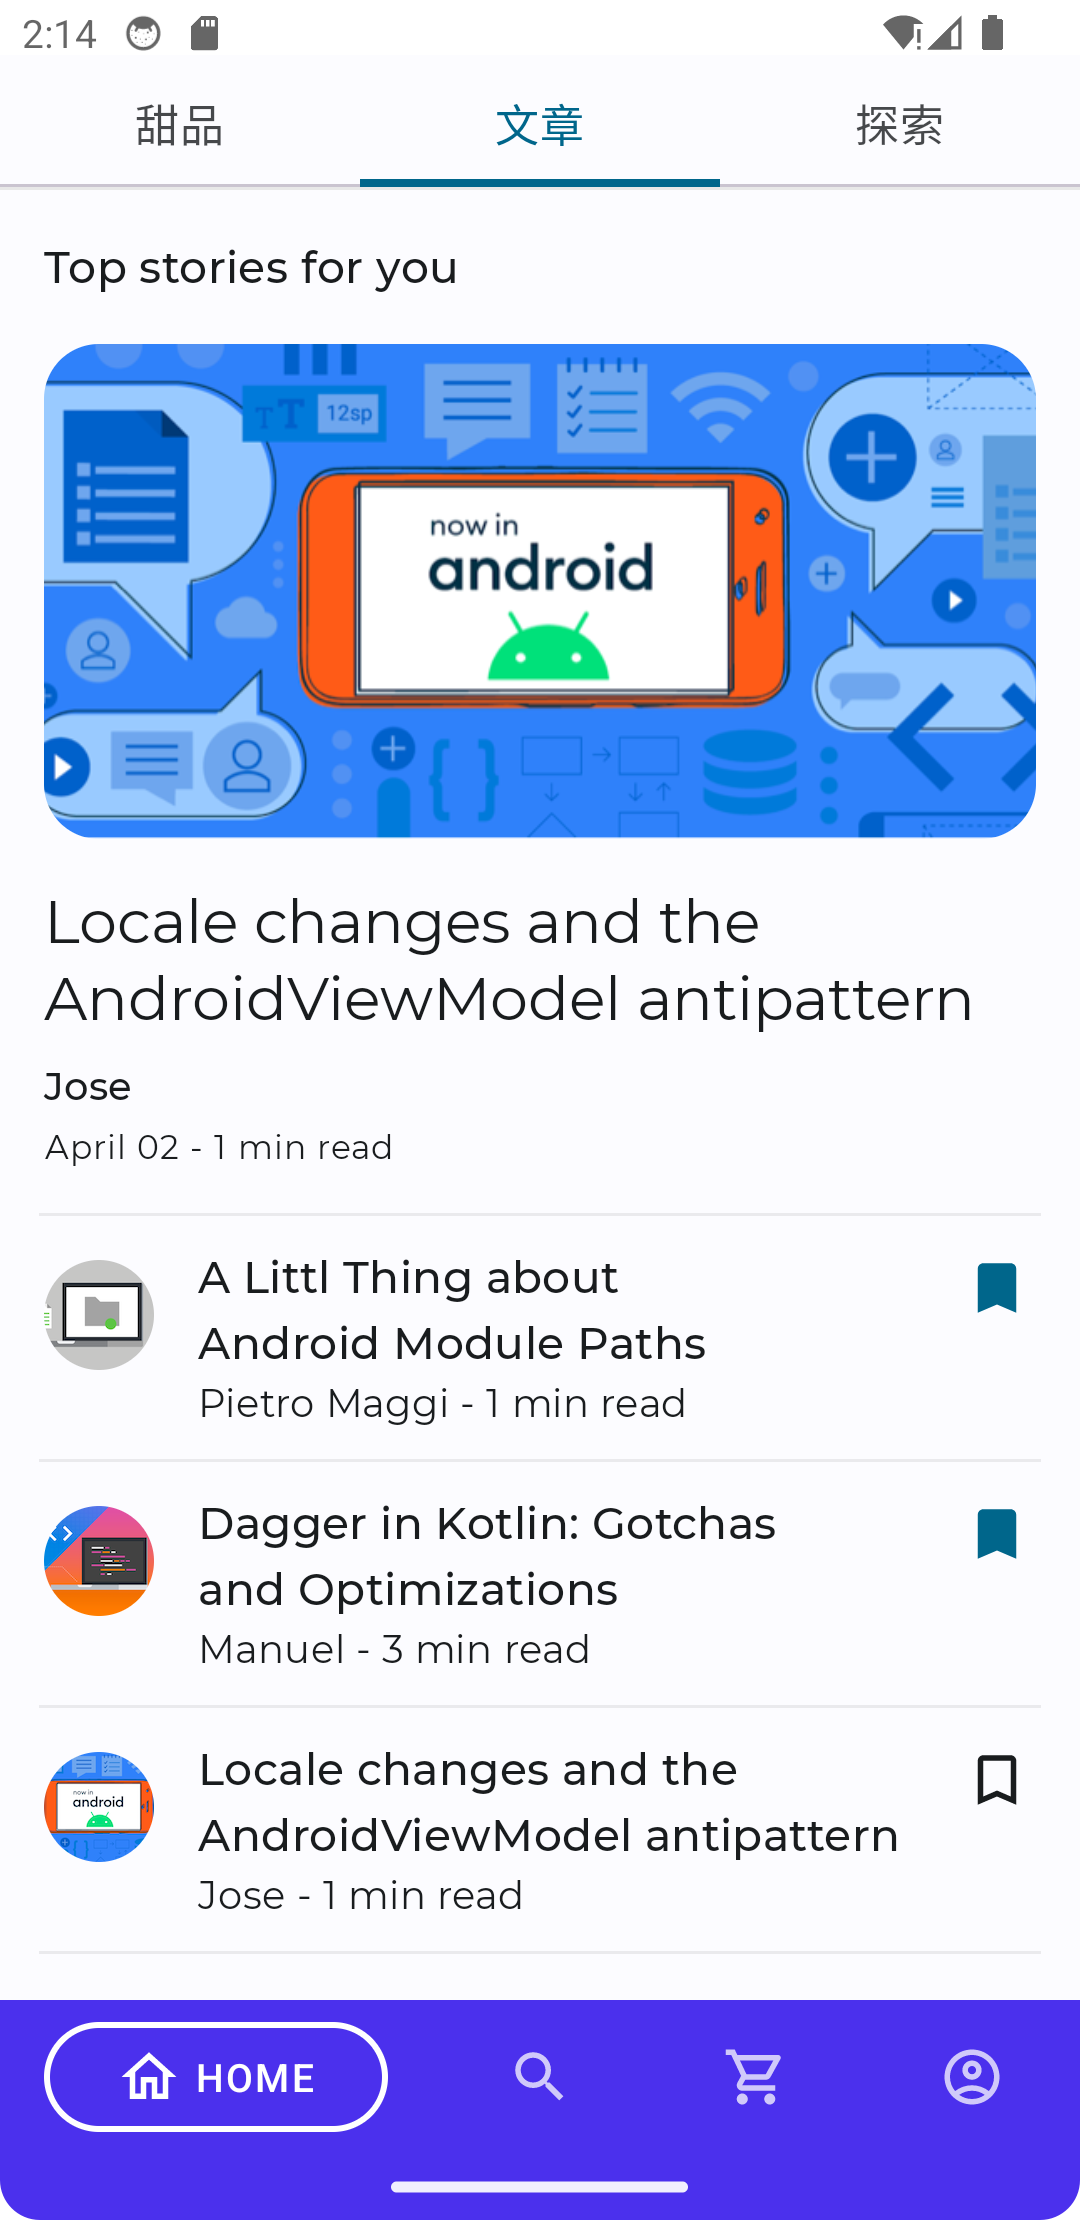 2:14
甜品
文章
探索
Top stories for you
TT 12sp
now in
android
Locale changes and the
AndroidViewModel antipattern
Jose
April 02 - 1 min read
A Littl Thing about
Android Module Paths
Pietro Maggi - 1 min read
Dagger in Kotlin: Gotchas
and Optimizations
Manuel - 3 min read
now in
android
Locale changes and the
AndroidViewModel antipattern
Jose - 1 min read
HOME